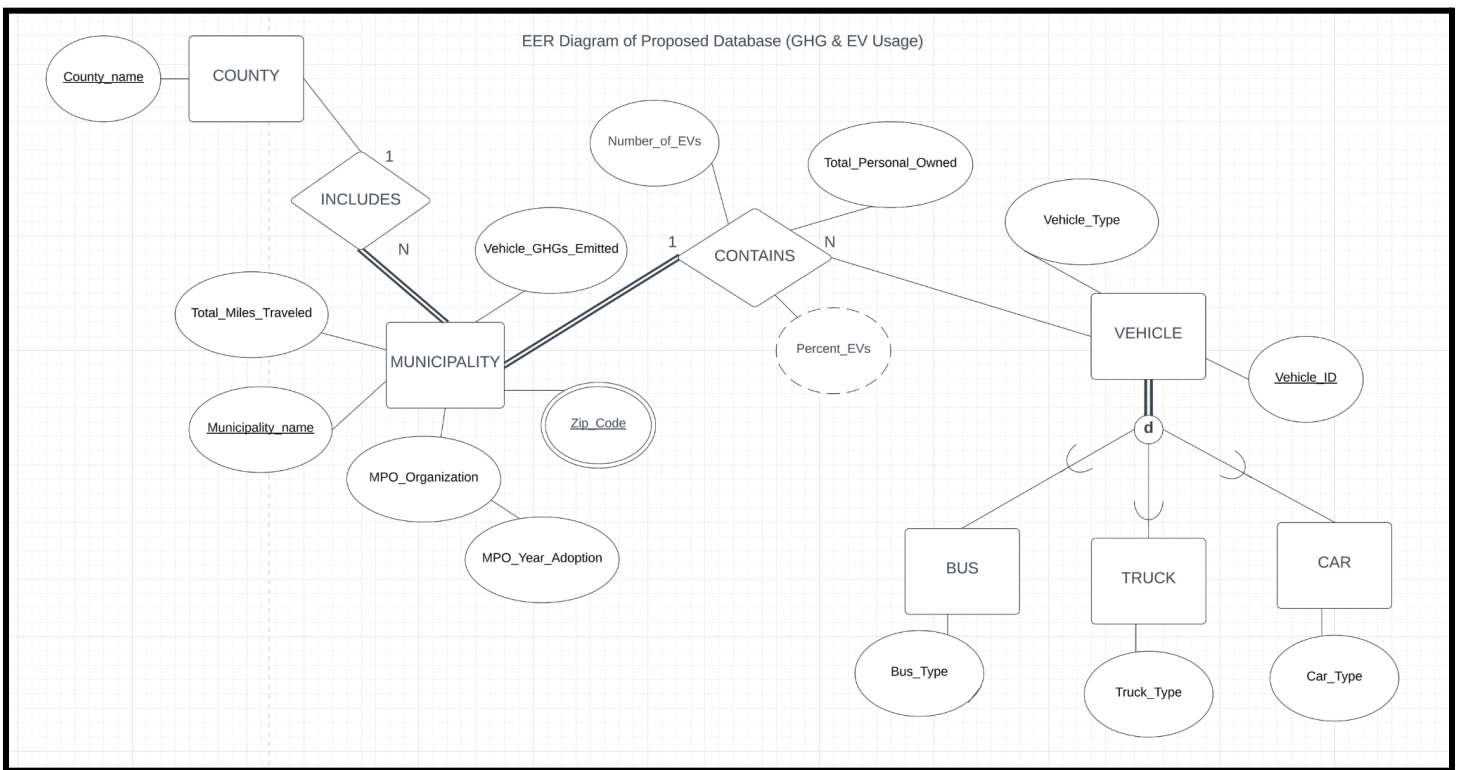 EER Diagram of Proposed Database (GHG & EV Usage)
County_name
COUNTY
1
INCLUDES
N
Number_of_EVs
Total_Personal_Owned
Vehicle_Type
Vehicle_GHGs_Emitted
1
CONTAINS
N
Total_Miles_Traveled
MUNICIPALITY
Percent_EVs
VEHICLE
Vehicle_ID
Municipality_name
Zip_Code
d
MPO_Organization
MPO_Year_Adoption
BUS
TRUCK
CAR
Bus_Type
Truck_Type
Car_Type